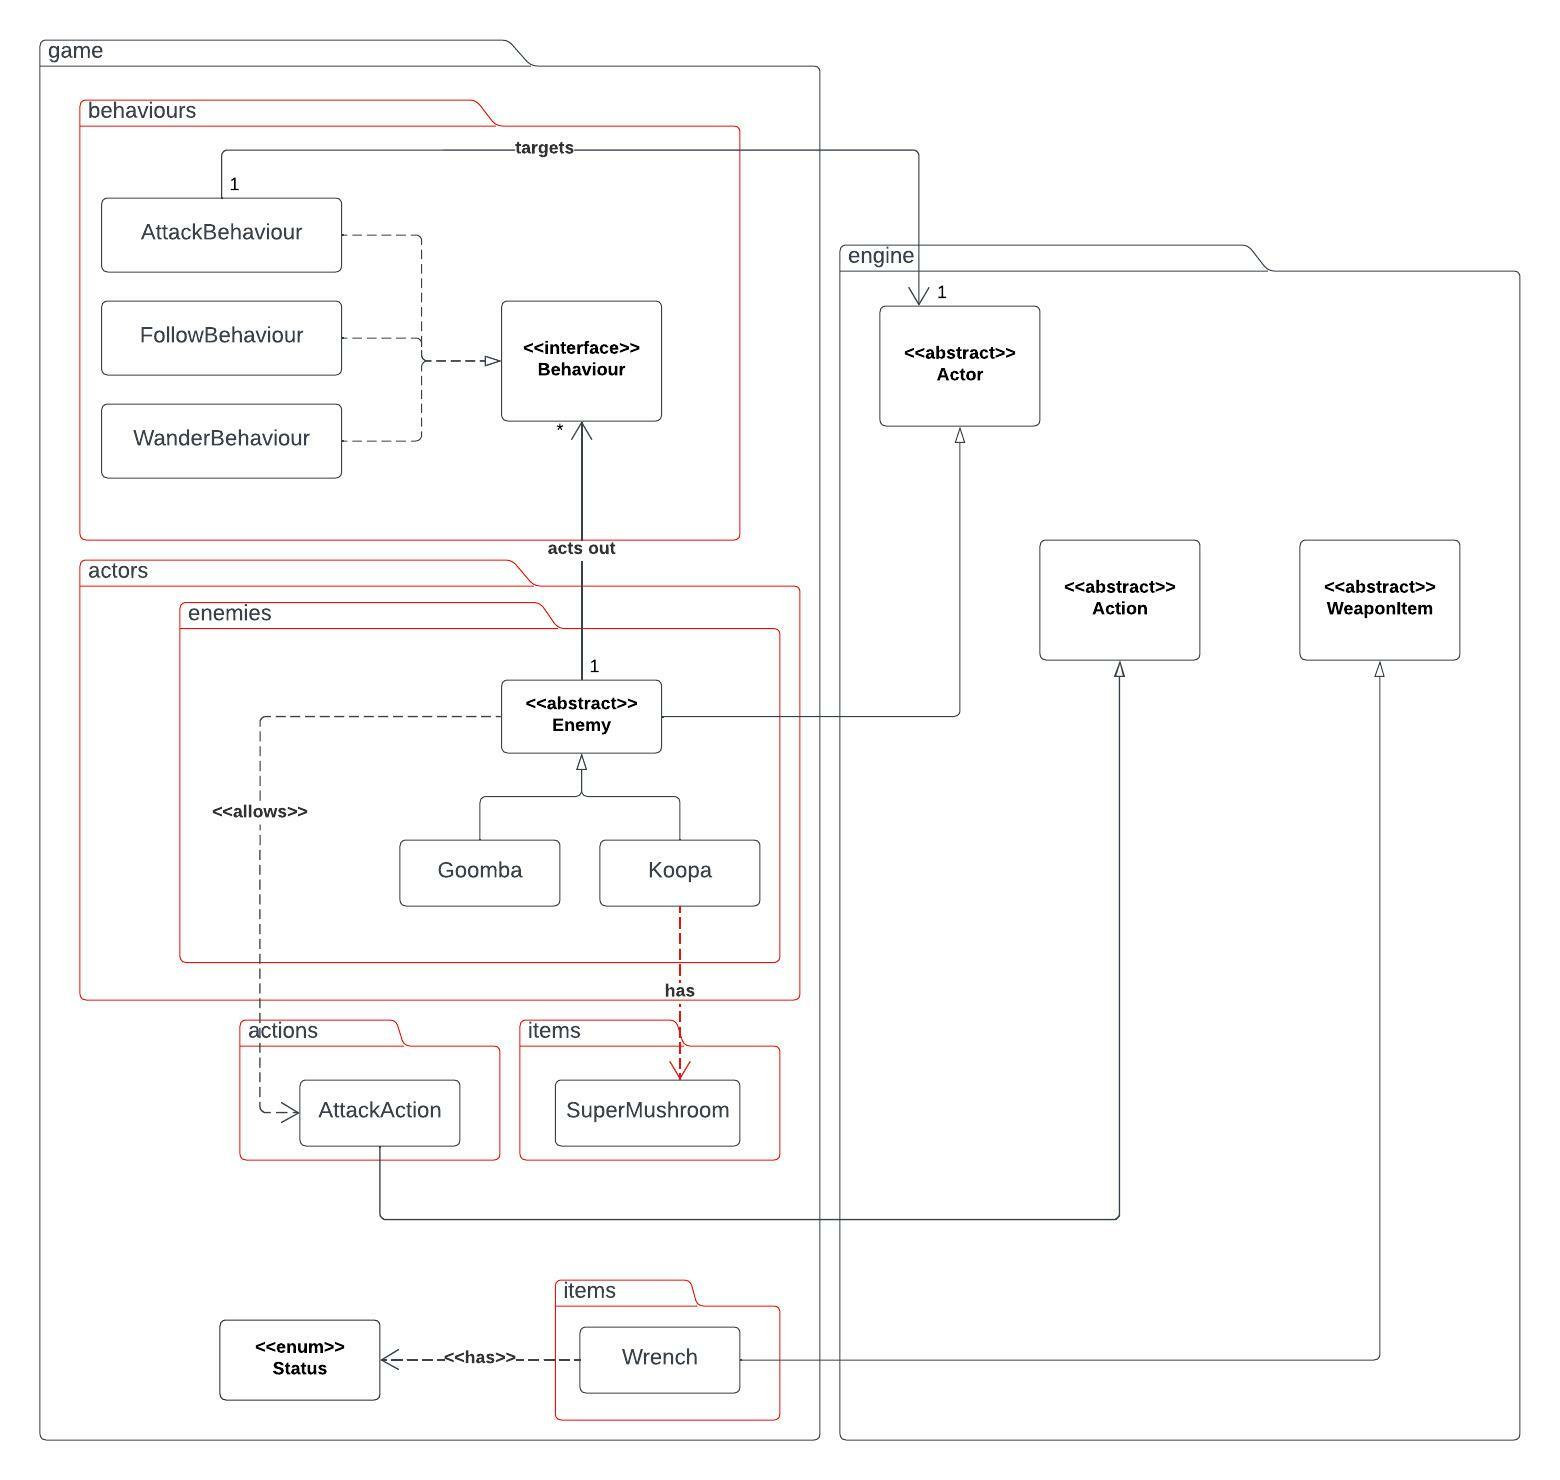 game
behaviours
targets
1
AttackBehaviour
engine
1
FollowBehaviour
<<interface>>
Behaviour
<<abstract>>
Actor
WanderBehaviour
*
acts out
actors
enemies
<<abstract>>
Action
<<abstract>>
WeaponItem
1
<<abstract>>
Enemy
<<allows>>
Goomba
Koopa
has
actions
items
AttackAction
SuperMushroom
items
<<enum>>
Status
<<has>>
Wrench